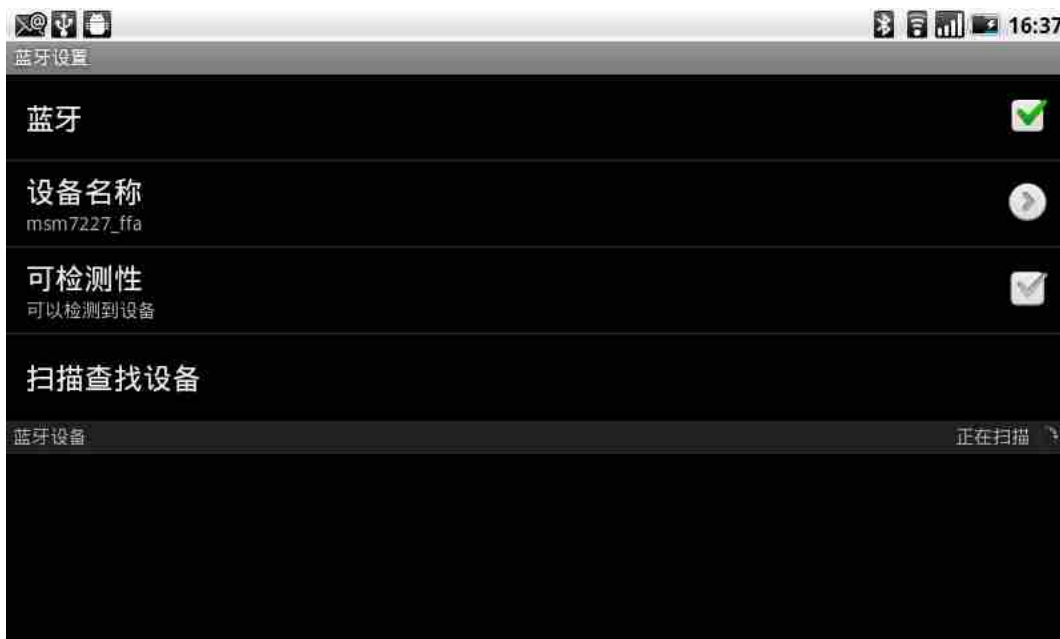 16:37
蓝牙设置
蓝牙
设备名称
msm7227_ffa
可检测性
可以检测到设备
扫描查找设备
蓝牙设备 正在扫描